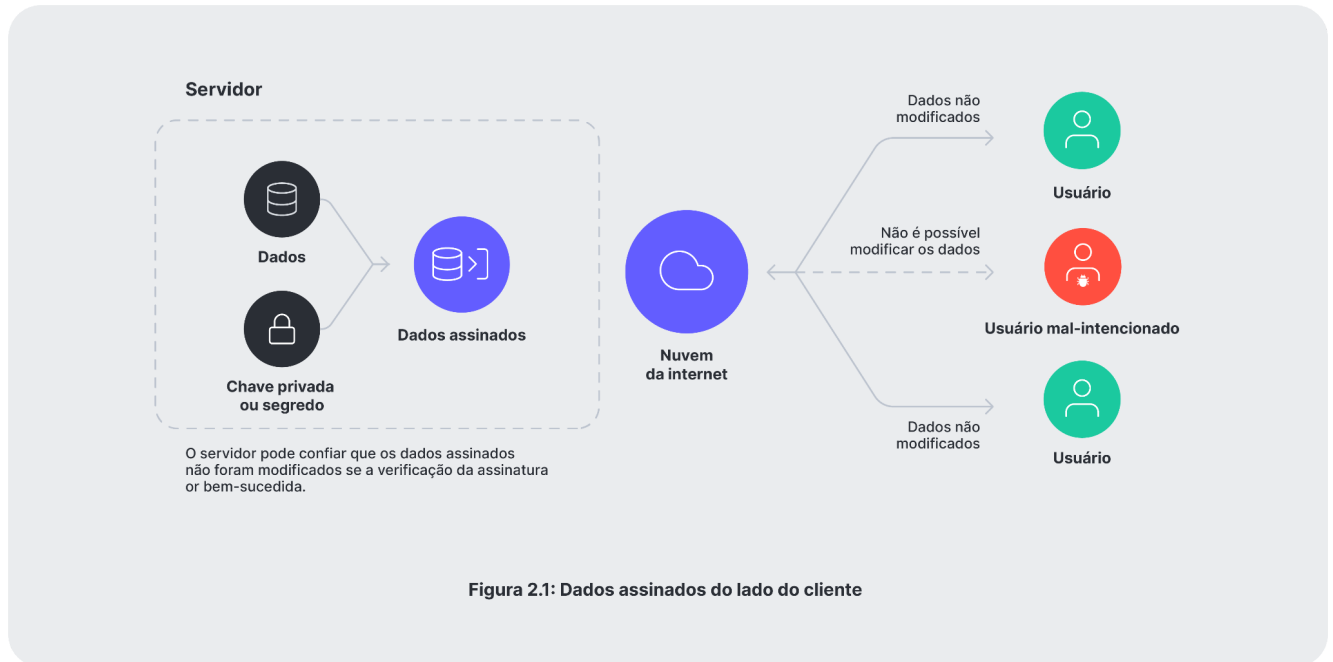 Servidor
Dados
Chave privada
ou segredo
Dados assinados
O servidor pode confiar que os dados assinados
não foram modificados se a verificação da assinatura
or bem-sucedida.
Nuvem
da internet
Dados não
modificados
Usuário
Não é possível
modificar os dados
Usuário mal-intencionado
Dados não
modificados
Usuário
Figura 2.1: Dados assinados do lado do cliente